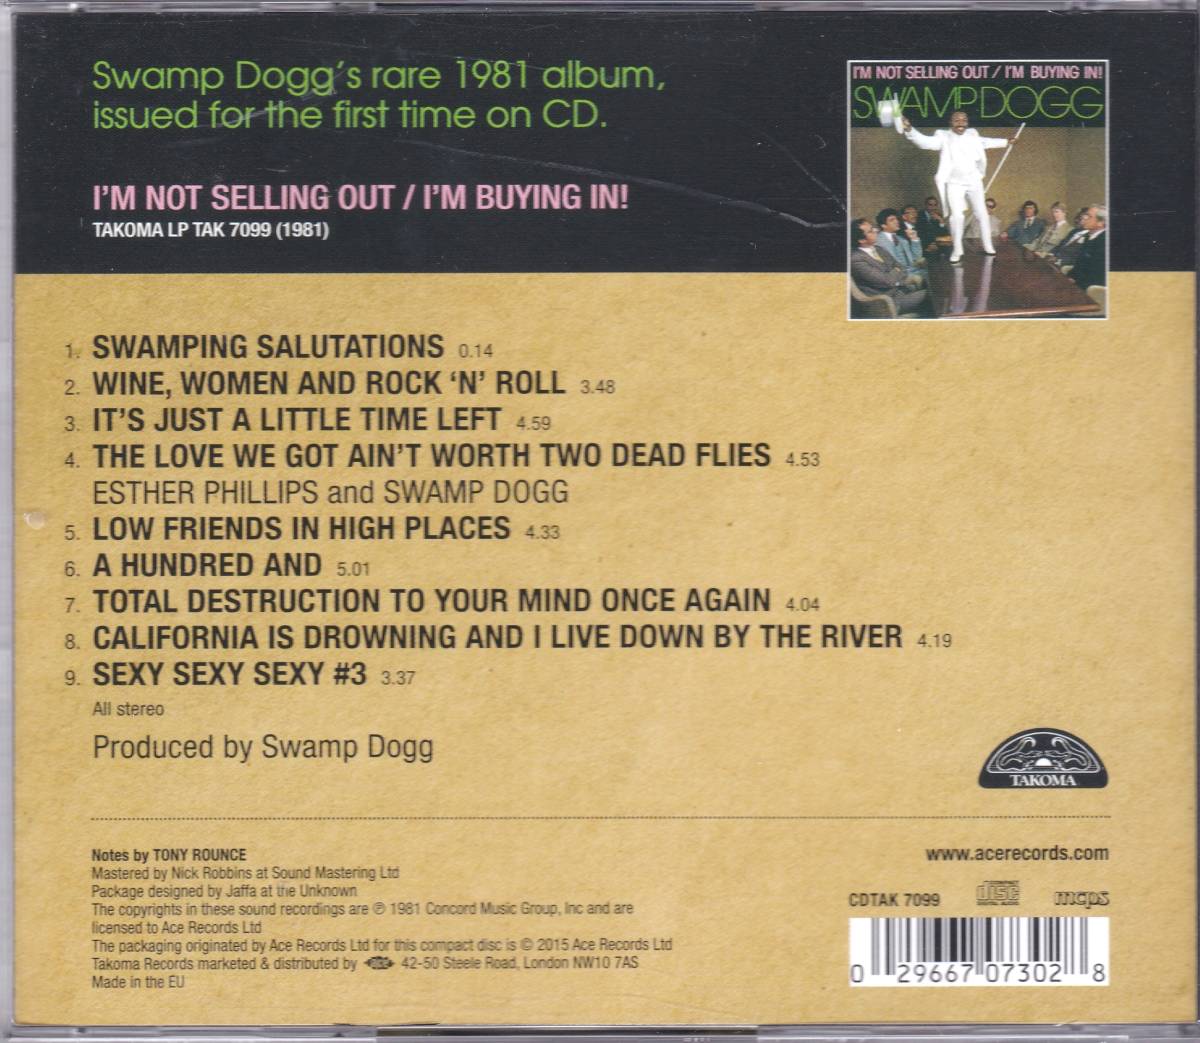 Swamp Dogg's rare 1981 album,
issued for the first time on CD.
I'M NOT SELLING OUT / I'M BUYING IN!
TAKOMA LP TAK 7099 (1981)
I'M NOT SELLING OUT / I'M BUYING IN!
SWAMP DOGG
1. SWAMPING SALUTATIONS 0.14
2. WINE, WOMEN AND ROCK ‘N’ ROLL 3.48
3. IT'S JUST A LITTLE TIME LEFT 4.59
4. THE LOVE WE GOT AIN'T WORTH TWO DEAD FLIES 4.53
ESTHER PHILLIPS and SWAMP DOGG
5. LOW FRIENDS IN HIGH PLACES 4.33
6. A HUNDRED AND 5.01
7. TOTAL DESTRUCTION TO YOUR MIND ONCE AGAIN 4.04
8. CALIFORNIA IS DROWNING AND I LIVE DOWN BY THE RIVER 4.19
9. SEXY SEXY SEXY #3 3.37
All stereo
Produced by Swamp Dogg
TAKOMA
Notes by TONY ROUNCE
Mastered by Nick Robbins at Sound Mastering Ltd
Package designed by Jaffa at the Unknown
The copyrights in these sound recordings are ℗ 1981 Concord Music Group, Inc and are
licensed to Ace Records Ltd
The packaging originated by Ace Records Ltd for this compact disc is © 2015 Ace Records Ltd
Takoma Records marketed & distributed by ACE 42-50 Steele Road, London NW10 7AS
Made in the EU
www.acerecords.com
CDTAK 7099
COMPACT disc DIGITAL AUDIO
mcps
0 29667 07302 8